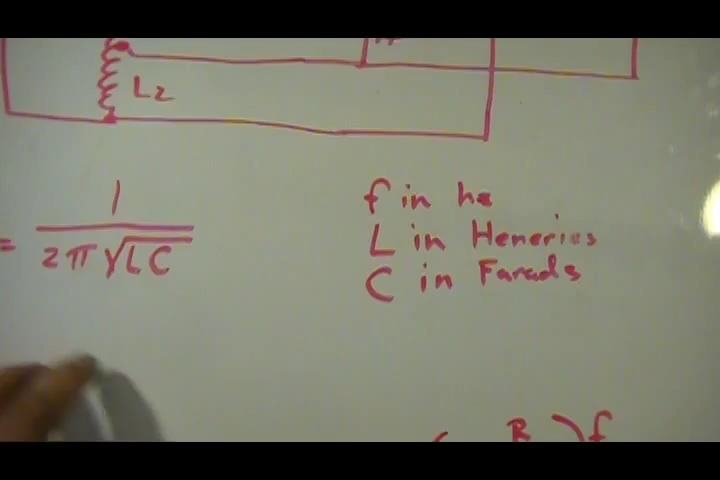 L2
= 1 / 2π√LC
f in hz
L in Heneries
C in Farads
( R ) f